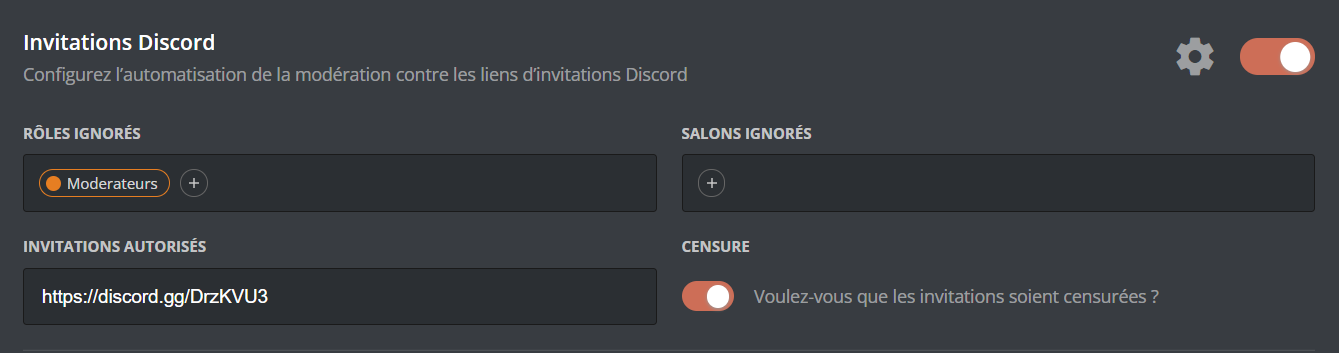 Invitations Discord
Configurez l’automatisation de la modération contre les liens d’invitations Discord
RÔLES IGNORÉS
SALONS IGNORÉS
Moderateurs
INVITATIONS AUTORISÉS
CENSURE
https://discord.gg/DrzKVU3
Voulez-vous que les invitations soient censurées ?